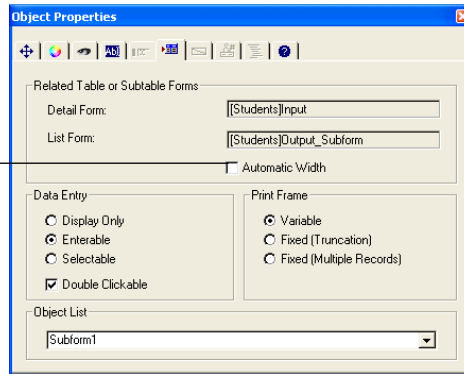 Object Properties
Ab|
?
Related Table or Subtable Forms
Detail Form: [Students]Input
List Form: [Students]Output_Subform
Automatic Width
Data Entry
Display Only
Enterable
Selectable
Double Clickable
Print Frame
Variable
Fixed (Truncation)
Fixed (Multiple Records)
Object List
Subform1